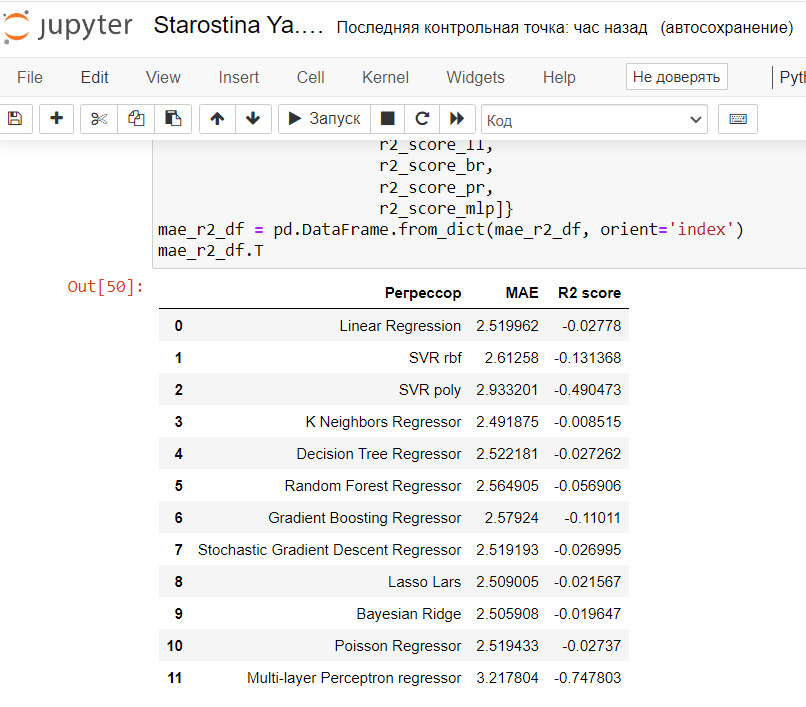 jupyter Starostina Ya.... Последняя контрольная точка: час назад (автосохранение)
File Edit View Insert Cell Kernel Widgets Help Не доверять Pyth
Запуск Код
r2_score_ll,
r2_score_br,
r2_score_pr,
r2_score_mlp]}
mae_r2_df = pd.DataFrame.from_dict(mae_r2_df, orient='index')
mae_r2_df.T
Out[50]:
Регрессор MAE R2 score
0 Linear Regression 2.519962 -0.02778
1 SVR rbf 2.61258 -0.131368
2 SVR poly 2.933201 -0.490473
3 K Neighbors Regressor 2.491875 -0.008515
4 Decision Tree Regressor 2.522181 -0.027262
5 Random Forest Regressor 2.564905 -0.056906
6 Gradient Boosting Regressor 2.57924 -0.11011
7 Stochastic Gradient Descent Regressor 2.519193 -0.026995
8 Lasso Lars 2.509005 -0.021567
9 Bayesian Ridge 2.505908 -0.019647
10 Poisson Regressor 2.519433 -0.02737
11 Multi-layer Perceptron regressor 3.217804 -0.747803